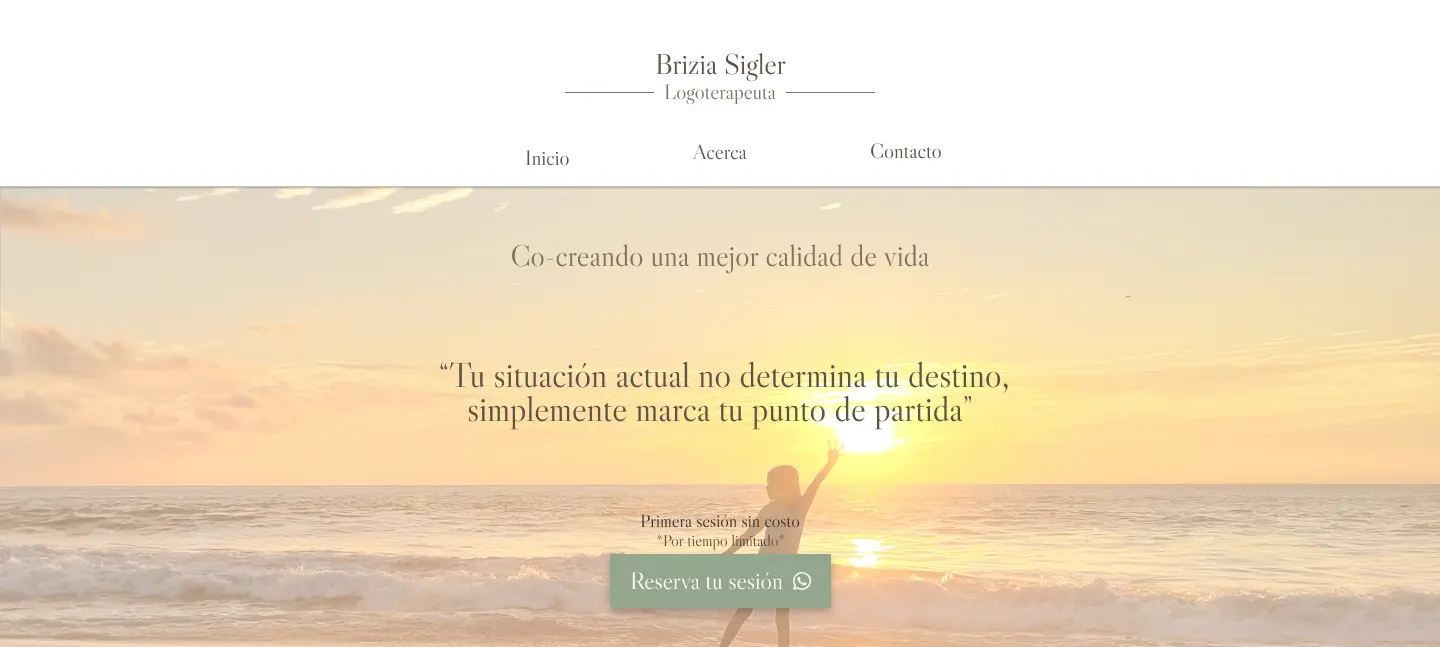 Brizia Sigler
Logoterapeuta
Inicio
Acerca
Contacto
Co-creando una mejor calidad de vida
“Tu situación actual no determina tu destino,
simplemente marca tu punto de partida”
Primera sesión sin costo
*Por tiempo limitado*
Reserva tu sesión